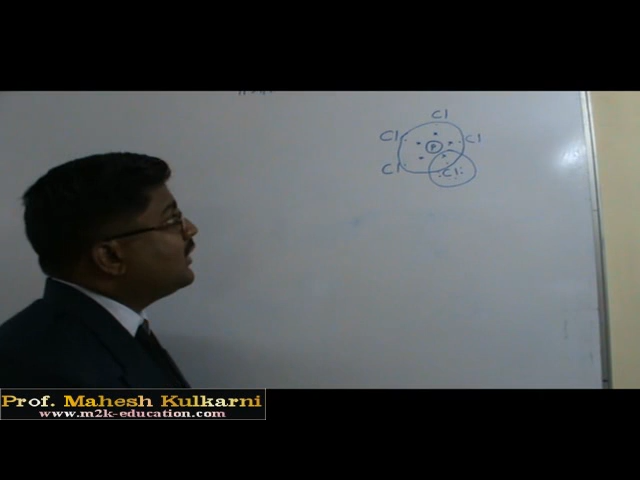 Cl
Cl Cl
P
Cl Cl
Prof. Mahesh Kulkarni
www.m2k-education.com